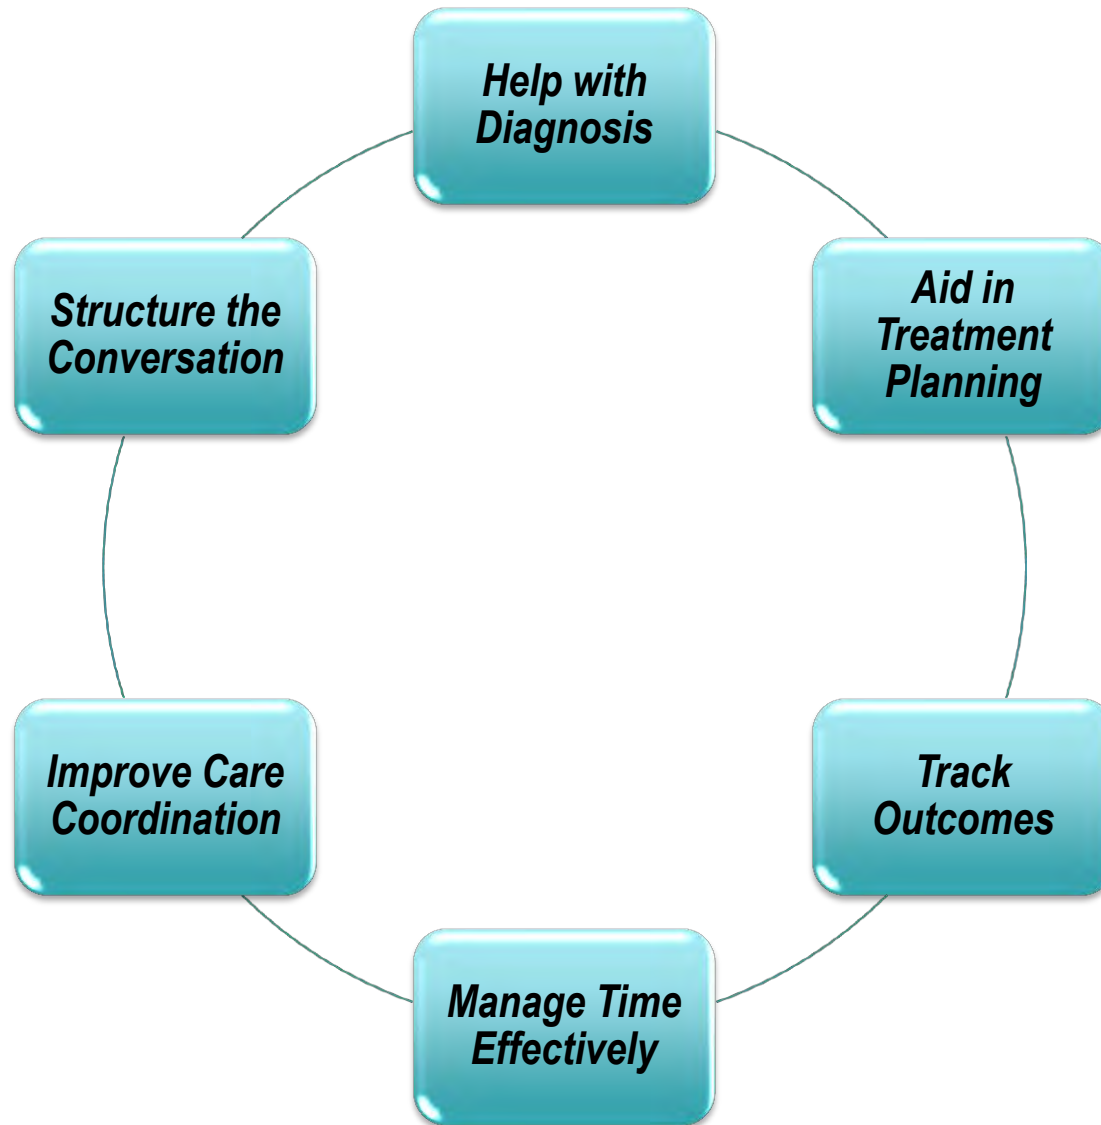 Help with
Diagnosis
Aid in
Treatment
Planning
Track
Outcomes
Manage Time
Effectively
Improve Care
Coordination
Structure the
Conversation